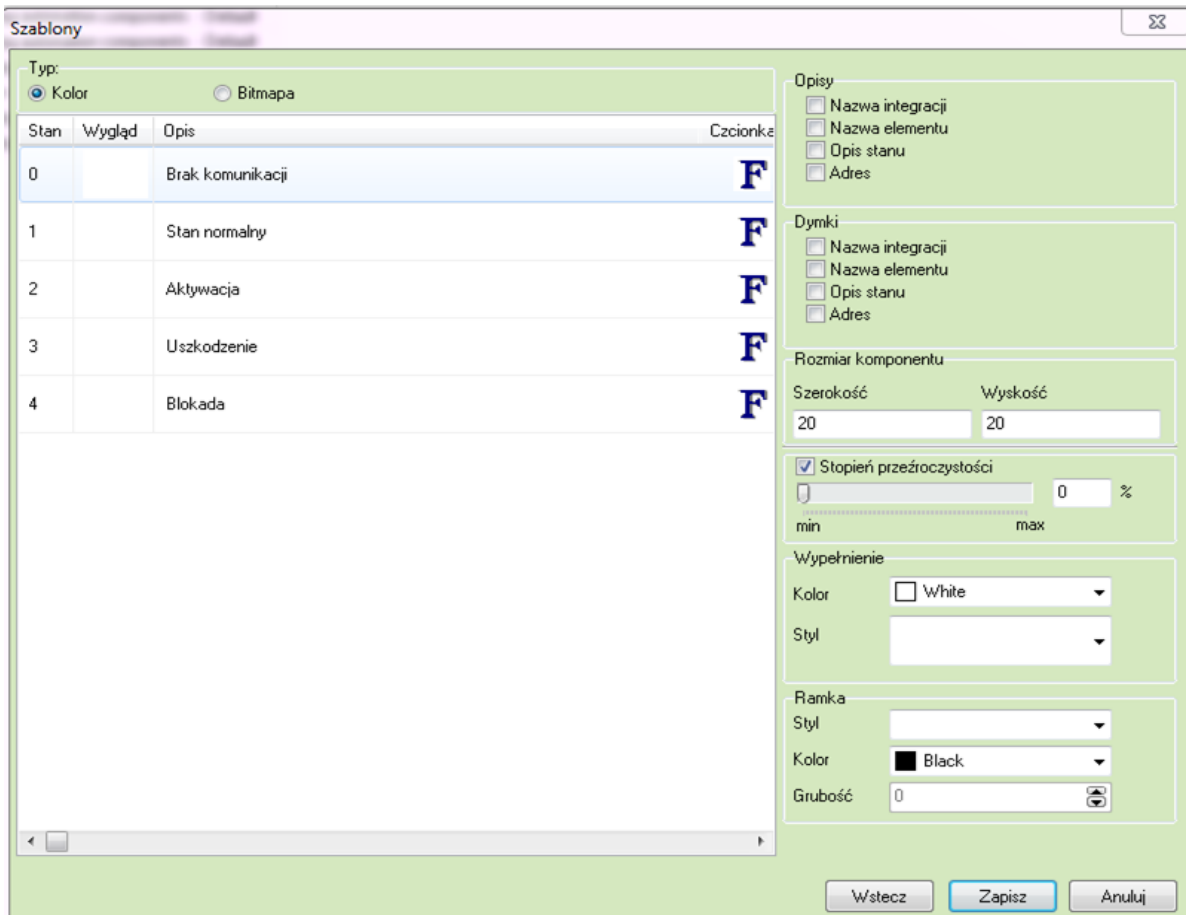 Szablony
Typ:
Kolor
Bitmapa
Stan Wygląd Opis Czcionka
0 Brak komunikacji F
1 Stan normalny F
2 Aktywacja F
3 Uszkodzenie F
4 Blokada F
Opisy
Nazwa integracji
Nazwa elementu
Opis stanu
Adres
Dymki
Nazwa integracji
Nazwa elementu
Opis stanu
Adres
Rozmiar komponentu
Szerokość Wyskość
20 20
Stopień przeźroczystości
0 %
min max
Wypełnienie
Kolor White
Styl
Ramka
Styl
Kolor Black
Grubość 0
Wstecz Zapisz Anuluj